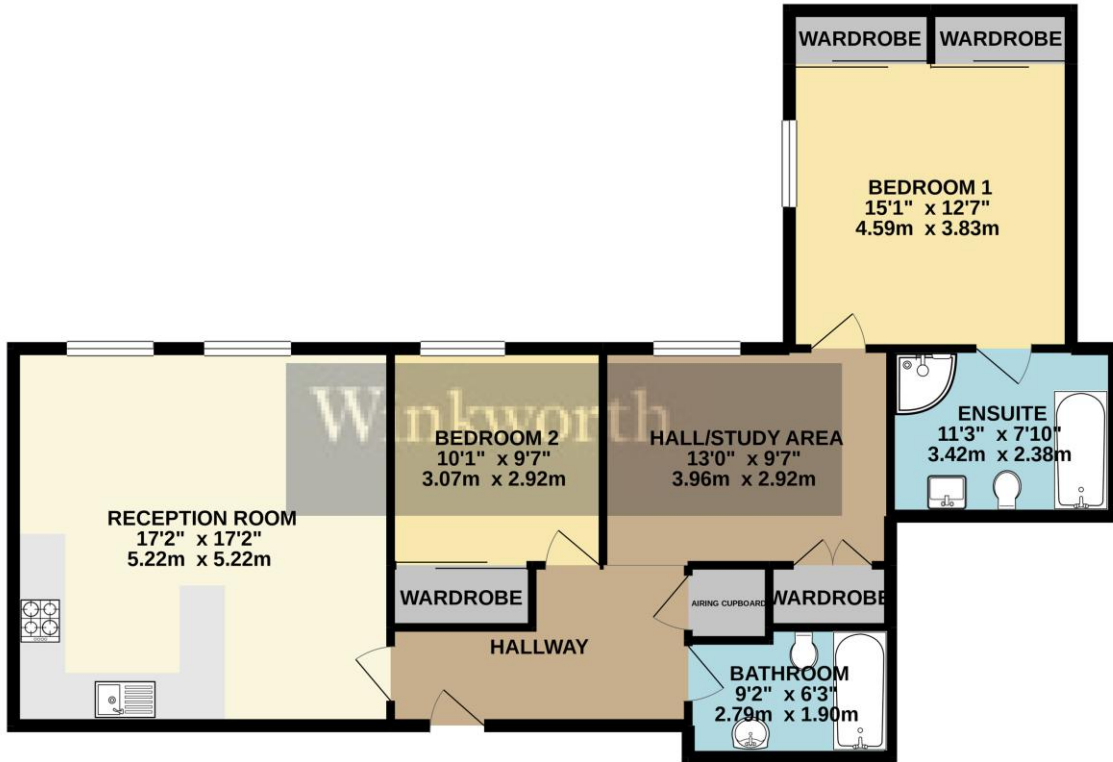 WARDROBE WARDROBE
BEDROOM 1
15'1" x 12'7"
4.59m x 3.83m
Winkworth
RECEPTION ROOM
17'2" x 17'2"
5.22m x 5.22m
BEDROOM 2
10'1" x 9'7"
3.07m x 2.92m
HALL/STUDY AREA
13'0" x 9'7"
3.96m x 2.92m
ENSUITE
11'3" x 7'10"
3.42m x 2.38m
WARDROBE
AIRING CUPBOARD
WARDROBE
HALLWAY
BATHROOM
9'2" x 6'3"
2.79m x 1.90m